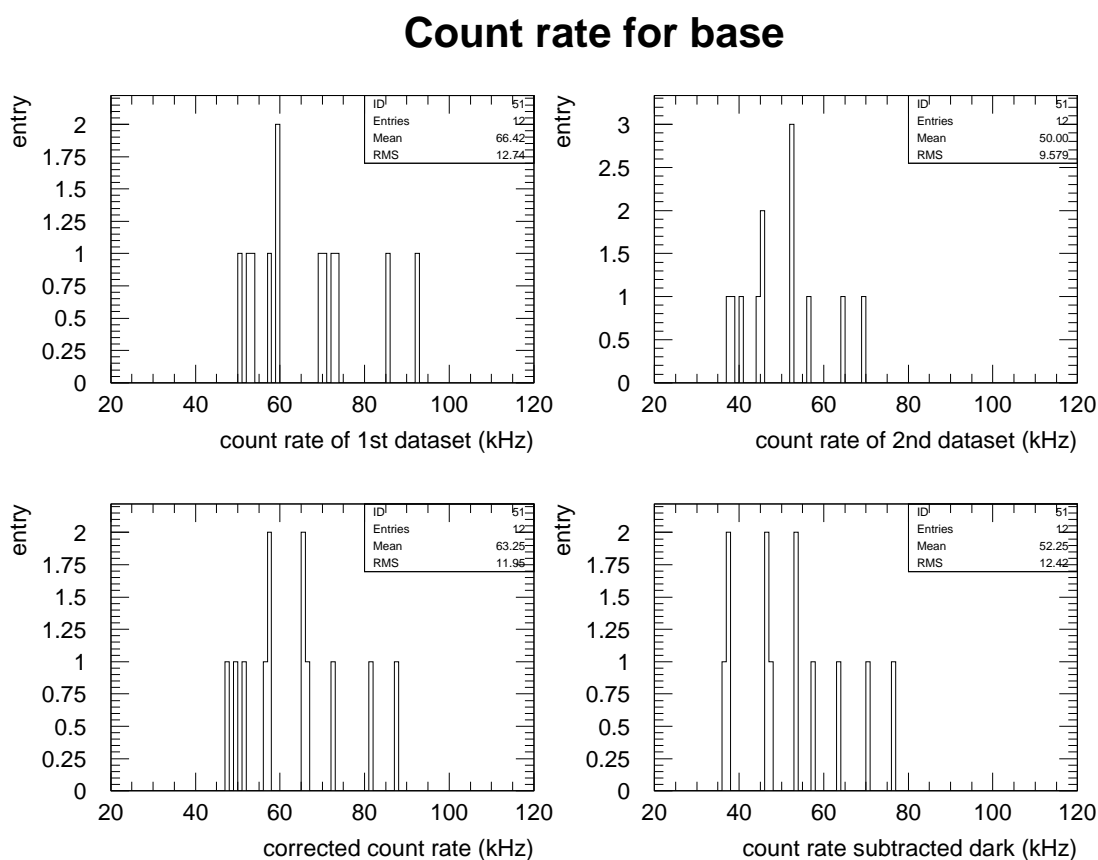 Count rate for base
entry
ID 51
Entries 12
Mean 66.42
RMS 12.74
2
1.75
1.5
1.25
1
0.75
0.5
0.25
0
20 40 60 80 100 120
count rate of 1st dataset (kHz)
entry
ID 51
Entries 12
Mean 50.00
RMS 9.579
3
2.5
2
1.5
1
0.5
0
20 40 60 80 100 120
count rate of 2nd dataset (kHz)
entry
ID 51
Entries 12
Mean 63.25
RMS 11.95
2
1.75
1.5
1.25
1
0.75
0.5
0.25
0
20 40 60 80 100 120
corrected count rate (kHz)
entry
ID 51
Entries 12
Mean 52.25
RMS 12.42
2
1.75
1.5
1.25
1
0.75
0.5
0.25
0
20 40 60 80 100 120
count rate subtracted dark (kHz)